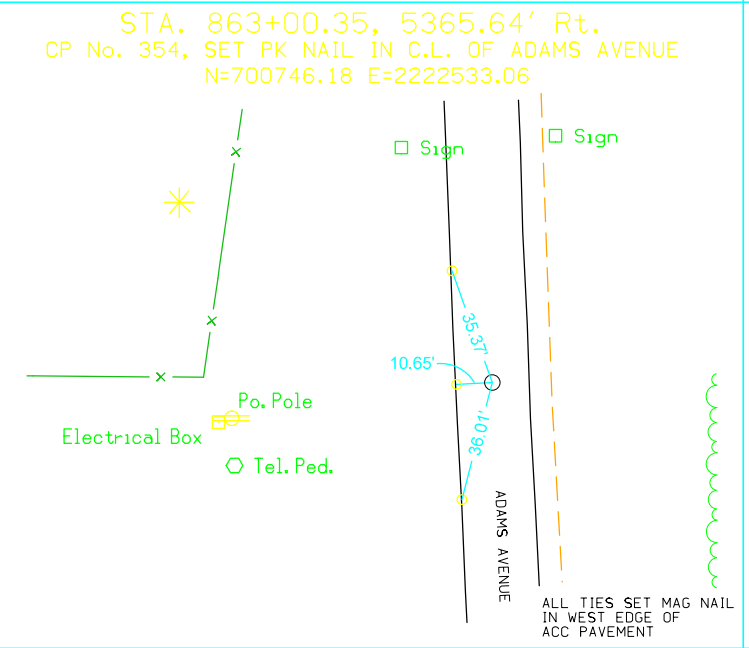 STA. 863+00.35, 5365.64' Rt.
CP No. 354, SET PK NAIL IN C.L. OF ADAMS AVENUE
N=700746.18 E=2222533.06
Sign
Sign
35.37'
10.65'
36.01'
Po. Pole
Electrical Box
Tel. Ped.
ADAMS AVENUE
ALL TIES SET MAG NAIL
IN WEST EDGE OF
ACC PAVEMENT